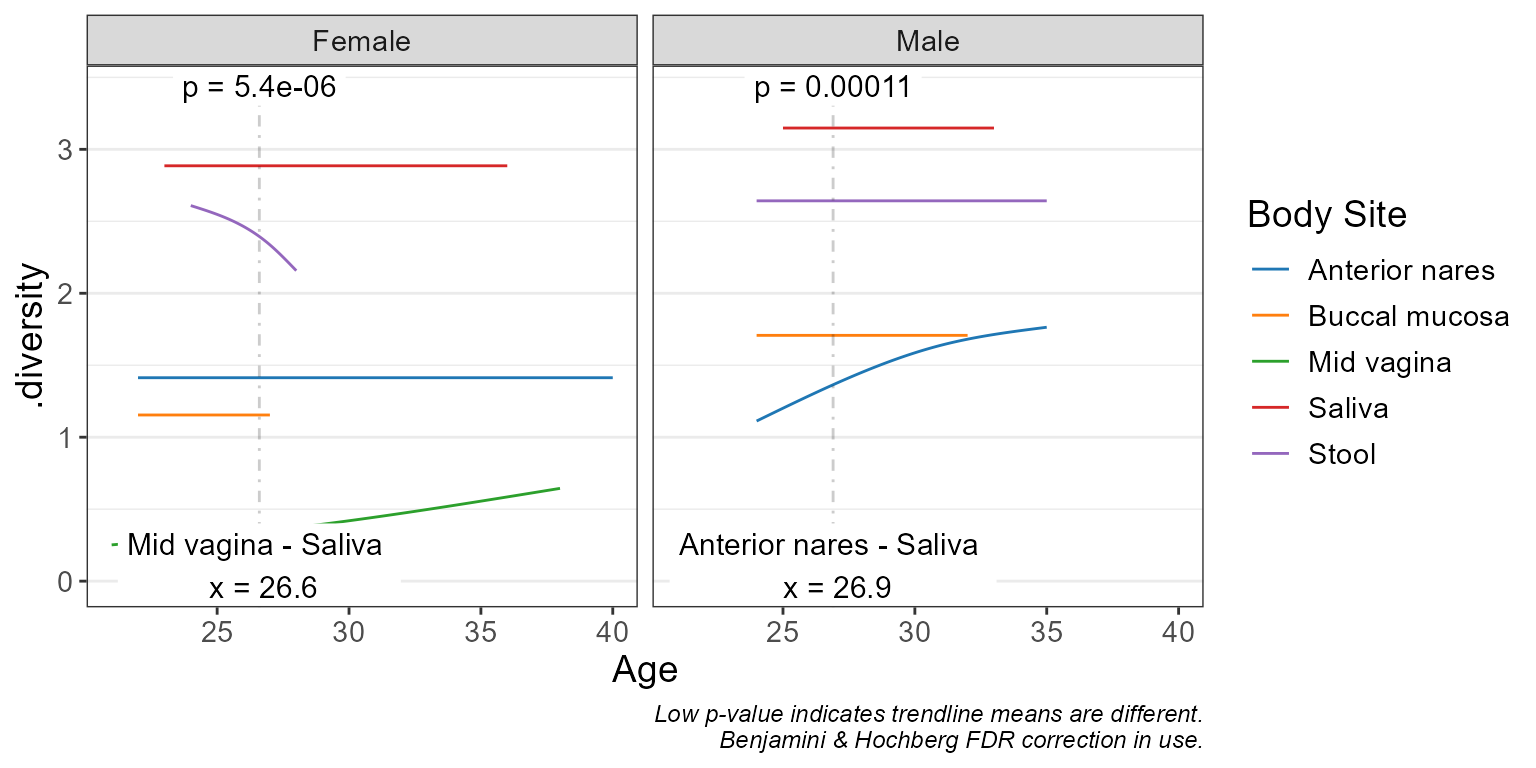 Female
Male
p = 5.4e-06
p = 0.00011
.diversity
3
2
1
0
Mid vagina - Saliva
x = 26.6
Anterior nares - Saliva
x = 26.9
25
30
35
40
25
30
35
40
Age
Body Site
Anterior nares
Buccal mucosa
Mid vagina
Saliva
Stool
Low p-value indicates trendline means are different.
Benjamini & Hochberg FDR correction in use.